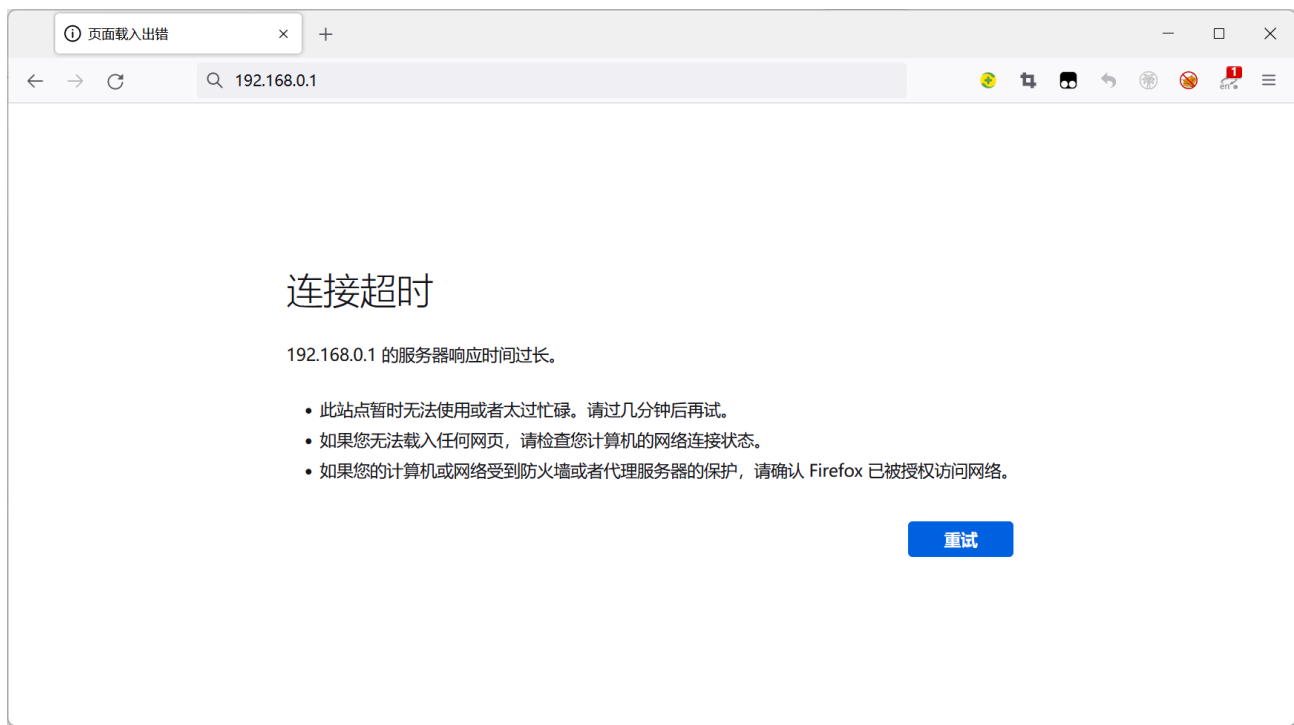 页面载入出错
192.168.0.1
1
en
连接超时
192.168.0.1 的服务器响应时间过长。
此站点暂时无法使用或者太过忙碌。请过几分钟后再试。
如果您无法载入任何网页，请检查您计算机的网络连接状态。
如果您的计算机或网络受到防火墙或者代理服务器的保护，请确认 Firefox 已被授权访问网络。
重试